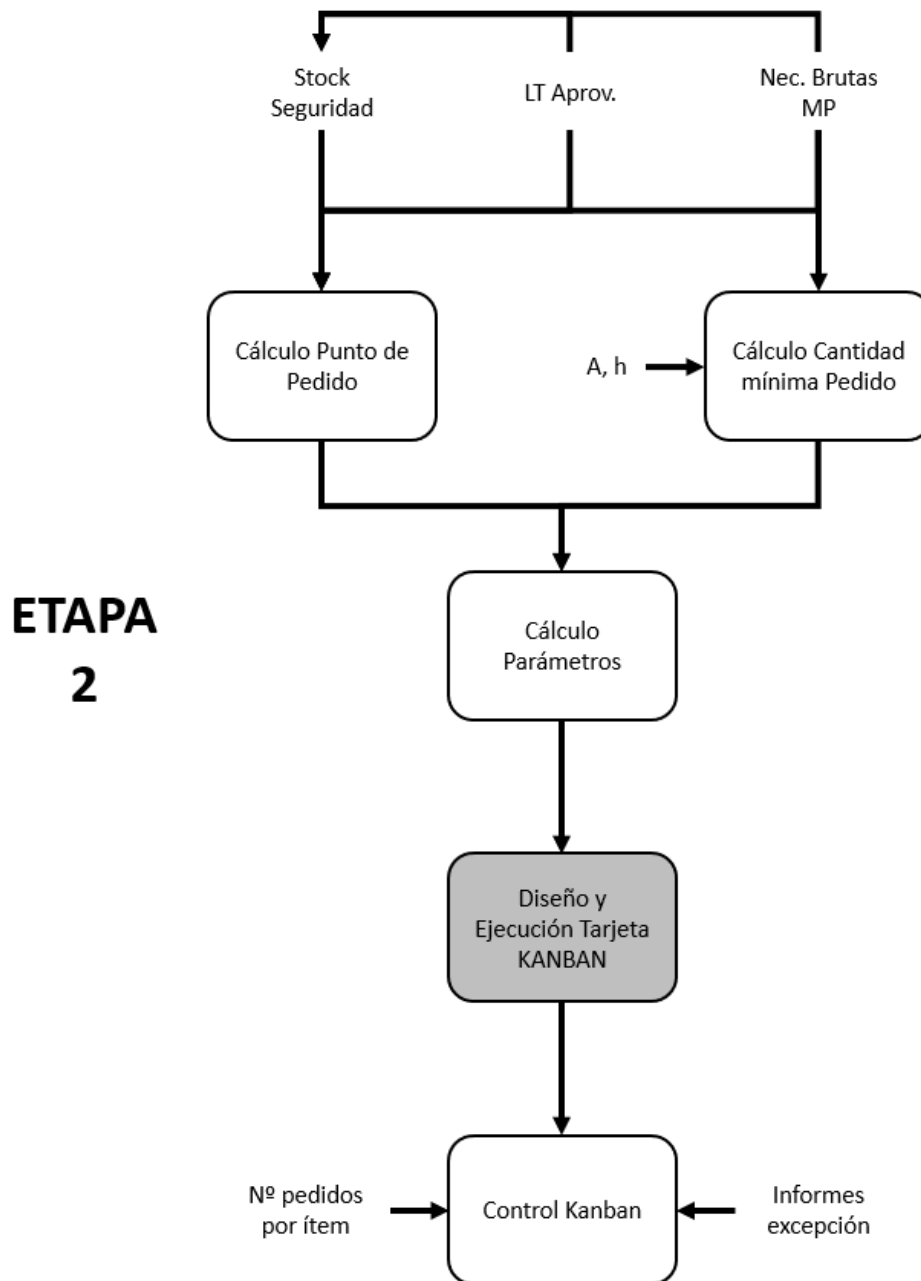 Stock
Seguridad
LT Aprov.
Nec. Brutas
MP
Cálculo Punto de
Pedido
A, h
Cálculo Cantidad
mínima Pedido
ETAPA
2
Cálculo
Parámetros
Diseño y
Ejecución Tarjeta
KANBAN
Nº pedidos
por ítem
Control Kanban
Informes
excepción